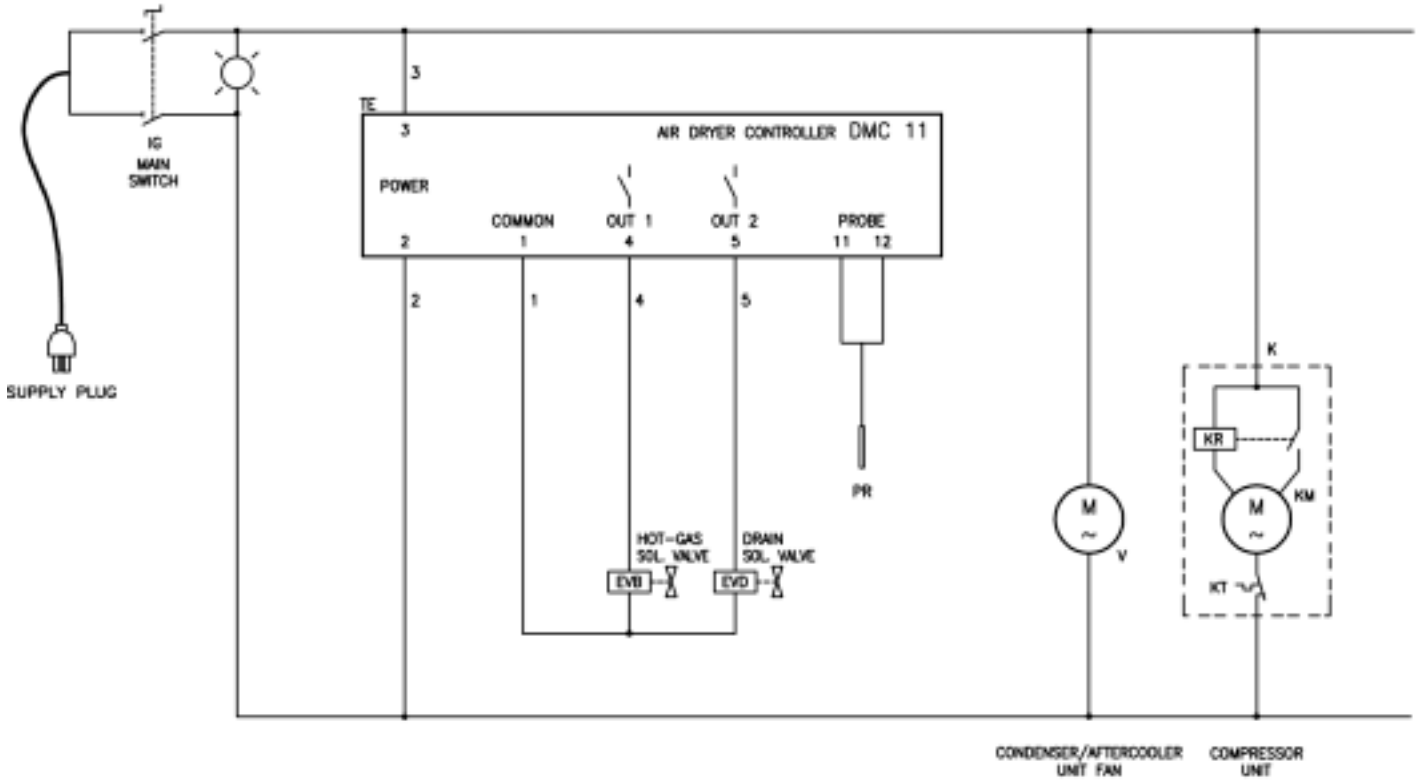 3
TE
3
AIR DRYER CONTROLLER DMC 11
IG
MAIN
SWITCH
POWER
COMMON
OUT 1
OUT 2
PROBE
2
1
4
5
11
12
2
1
4
5
SUPPLY PLUG
K
KR
PR
KM
M
~
M
~
HOT-GAS
SOL. VALVE
DRAIN
SOL. VALVE
V
EVB
EVD
KT
CONDENSER/AFTERCOOLER
UNIT FAN
COMPRESSOR
UNIT